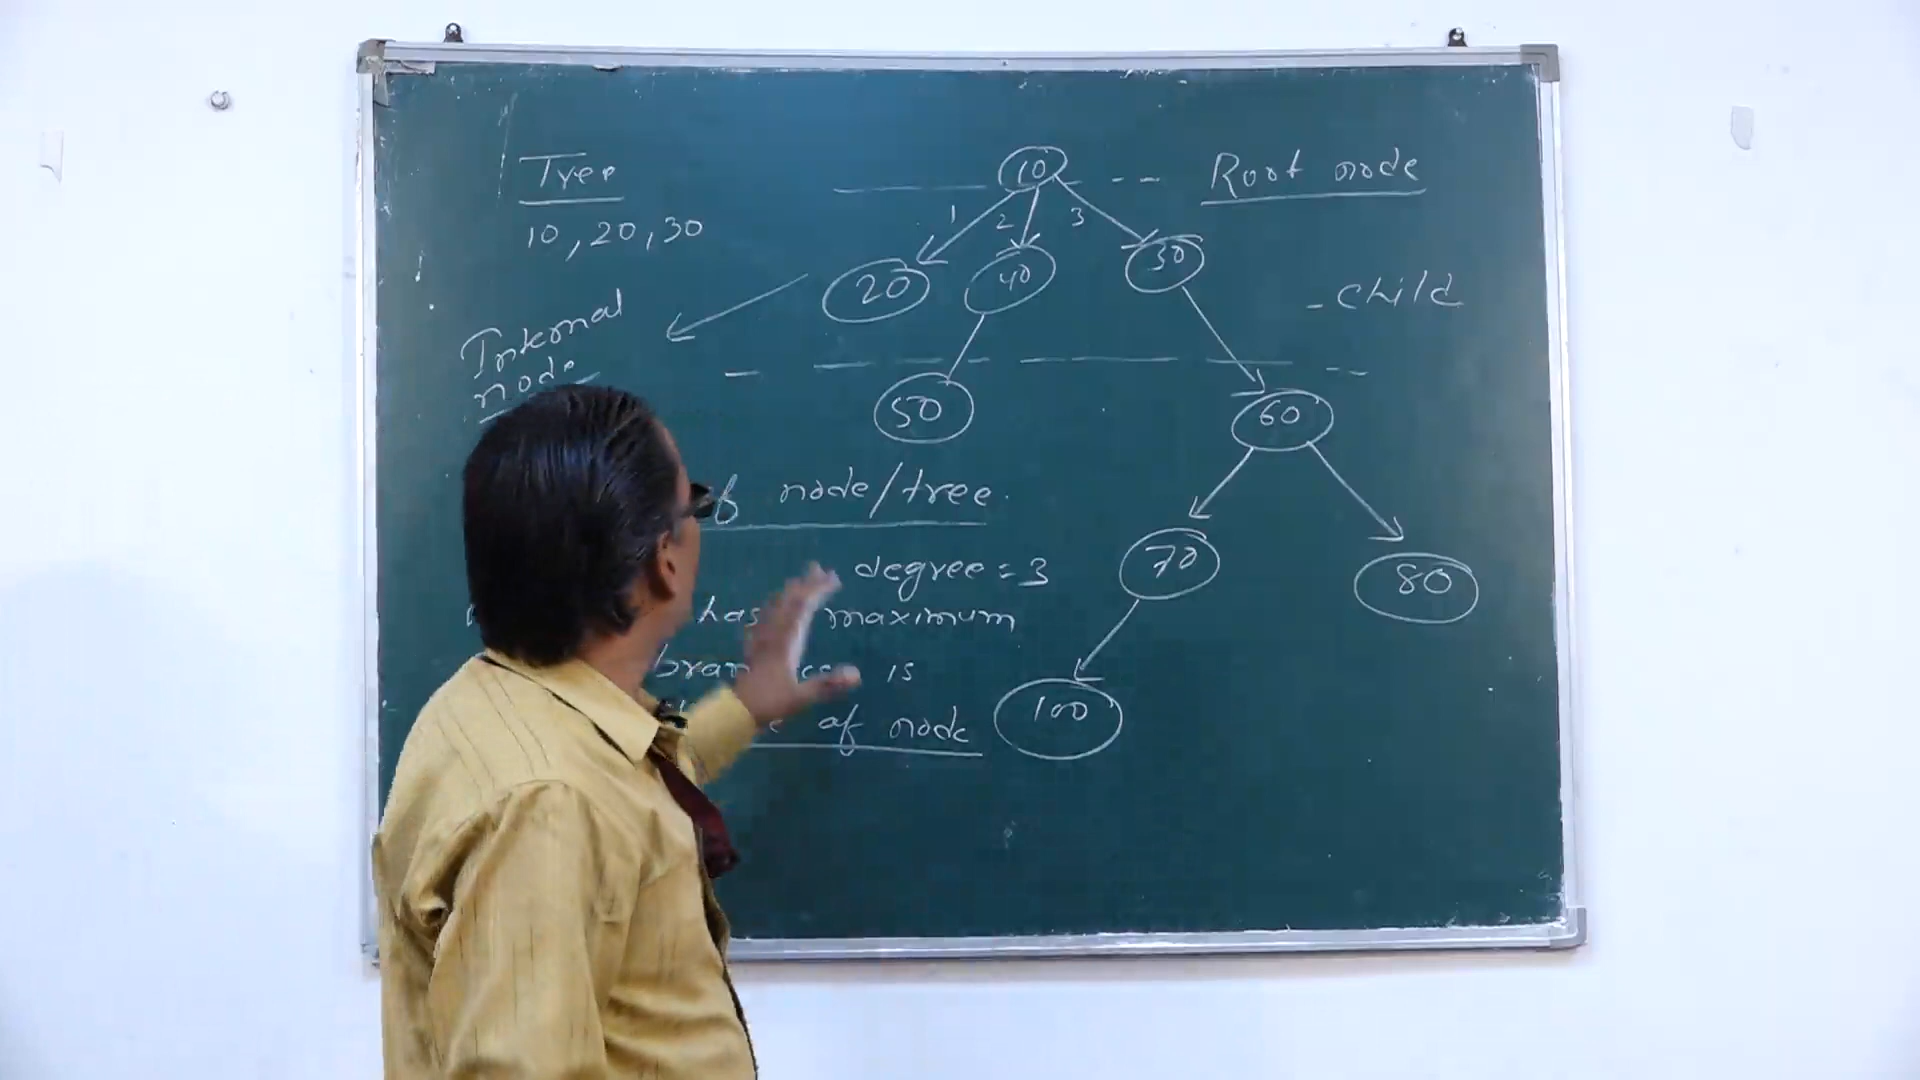 Tree
10, 20, 30
10
Root node
1 2 3
20 40 30
- Child
Internal
node
50 60
of node/tree.
70 80
degree = 3
has maximum
is
100
of node